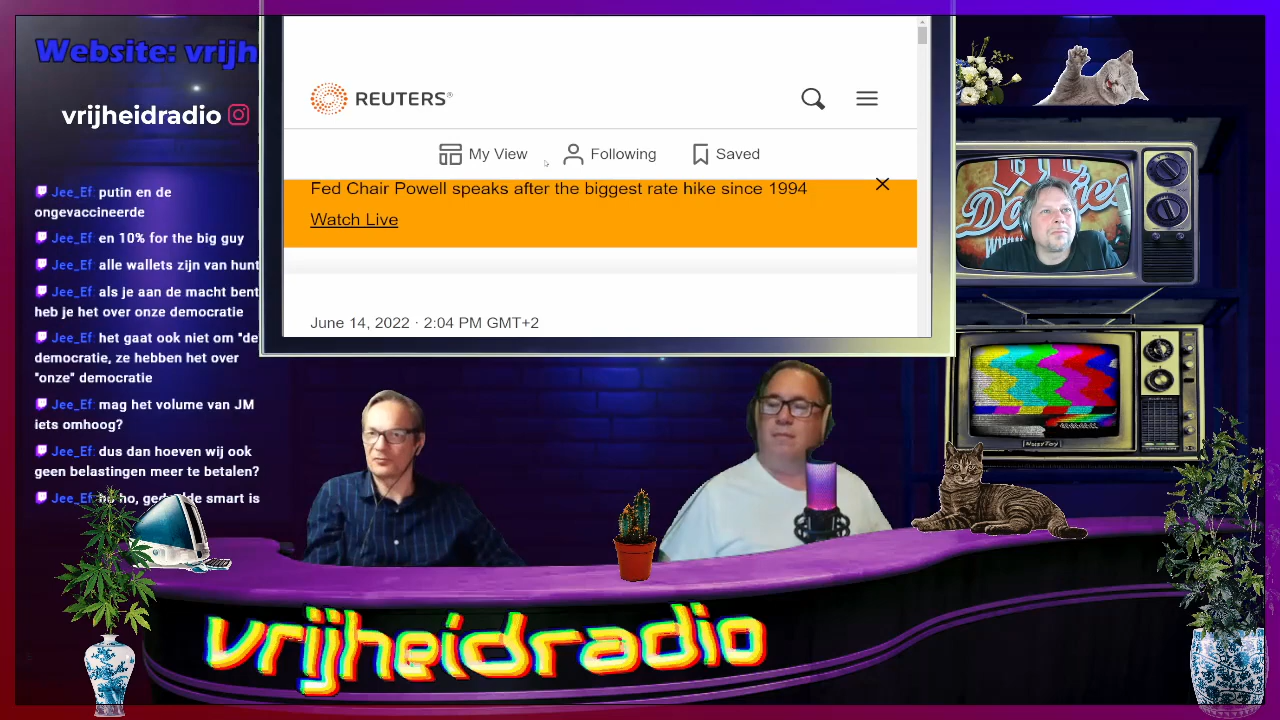 Website: vrijh
vrijheidradio
REUTERS®
My View
Following
Saved
Fed Chair Powell speaks after the biggest rate hike since 1994
Watch Live
June 14, 2022 · 2:04 PM GMT+2
Jee_Ef: putin en de
ongevaccineerde
Jee_Ef: en 10% for the big guy
Jee_Ef: alle wallets zijn van hunt
Jee_Ef: als je aan de macht bent
heb je het over onze democratie
Jee_Ef: het gaat ook niet om "de
democratie, ze hebben het over
"onze" democratie
Jee_Ef: mag het volume van JM
iets omhoog?
Jee_Ef: dus dan hoeven wij ook
geen belastingen meer te betalen?
Jee_Ef: ho, smart is
vrijheidradio